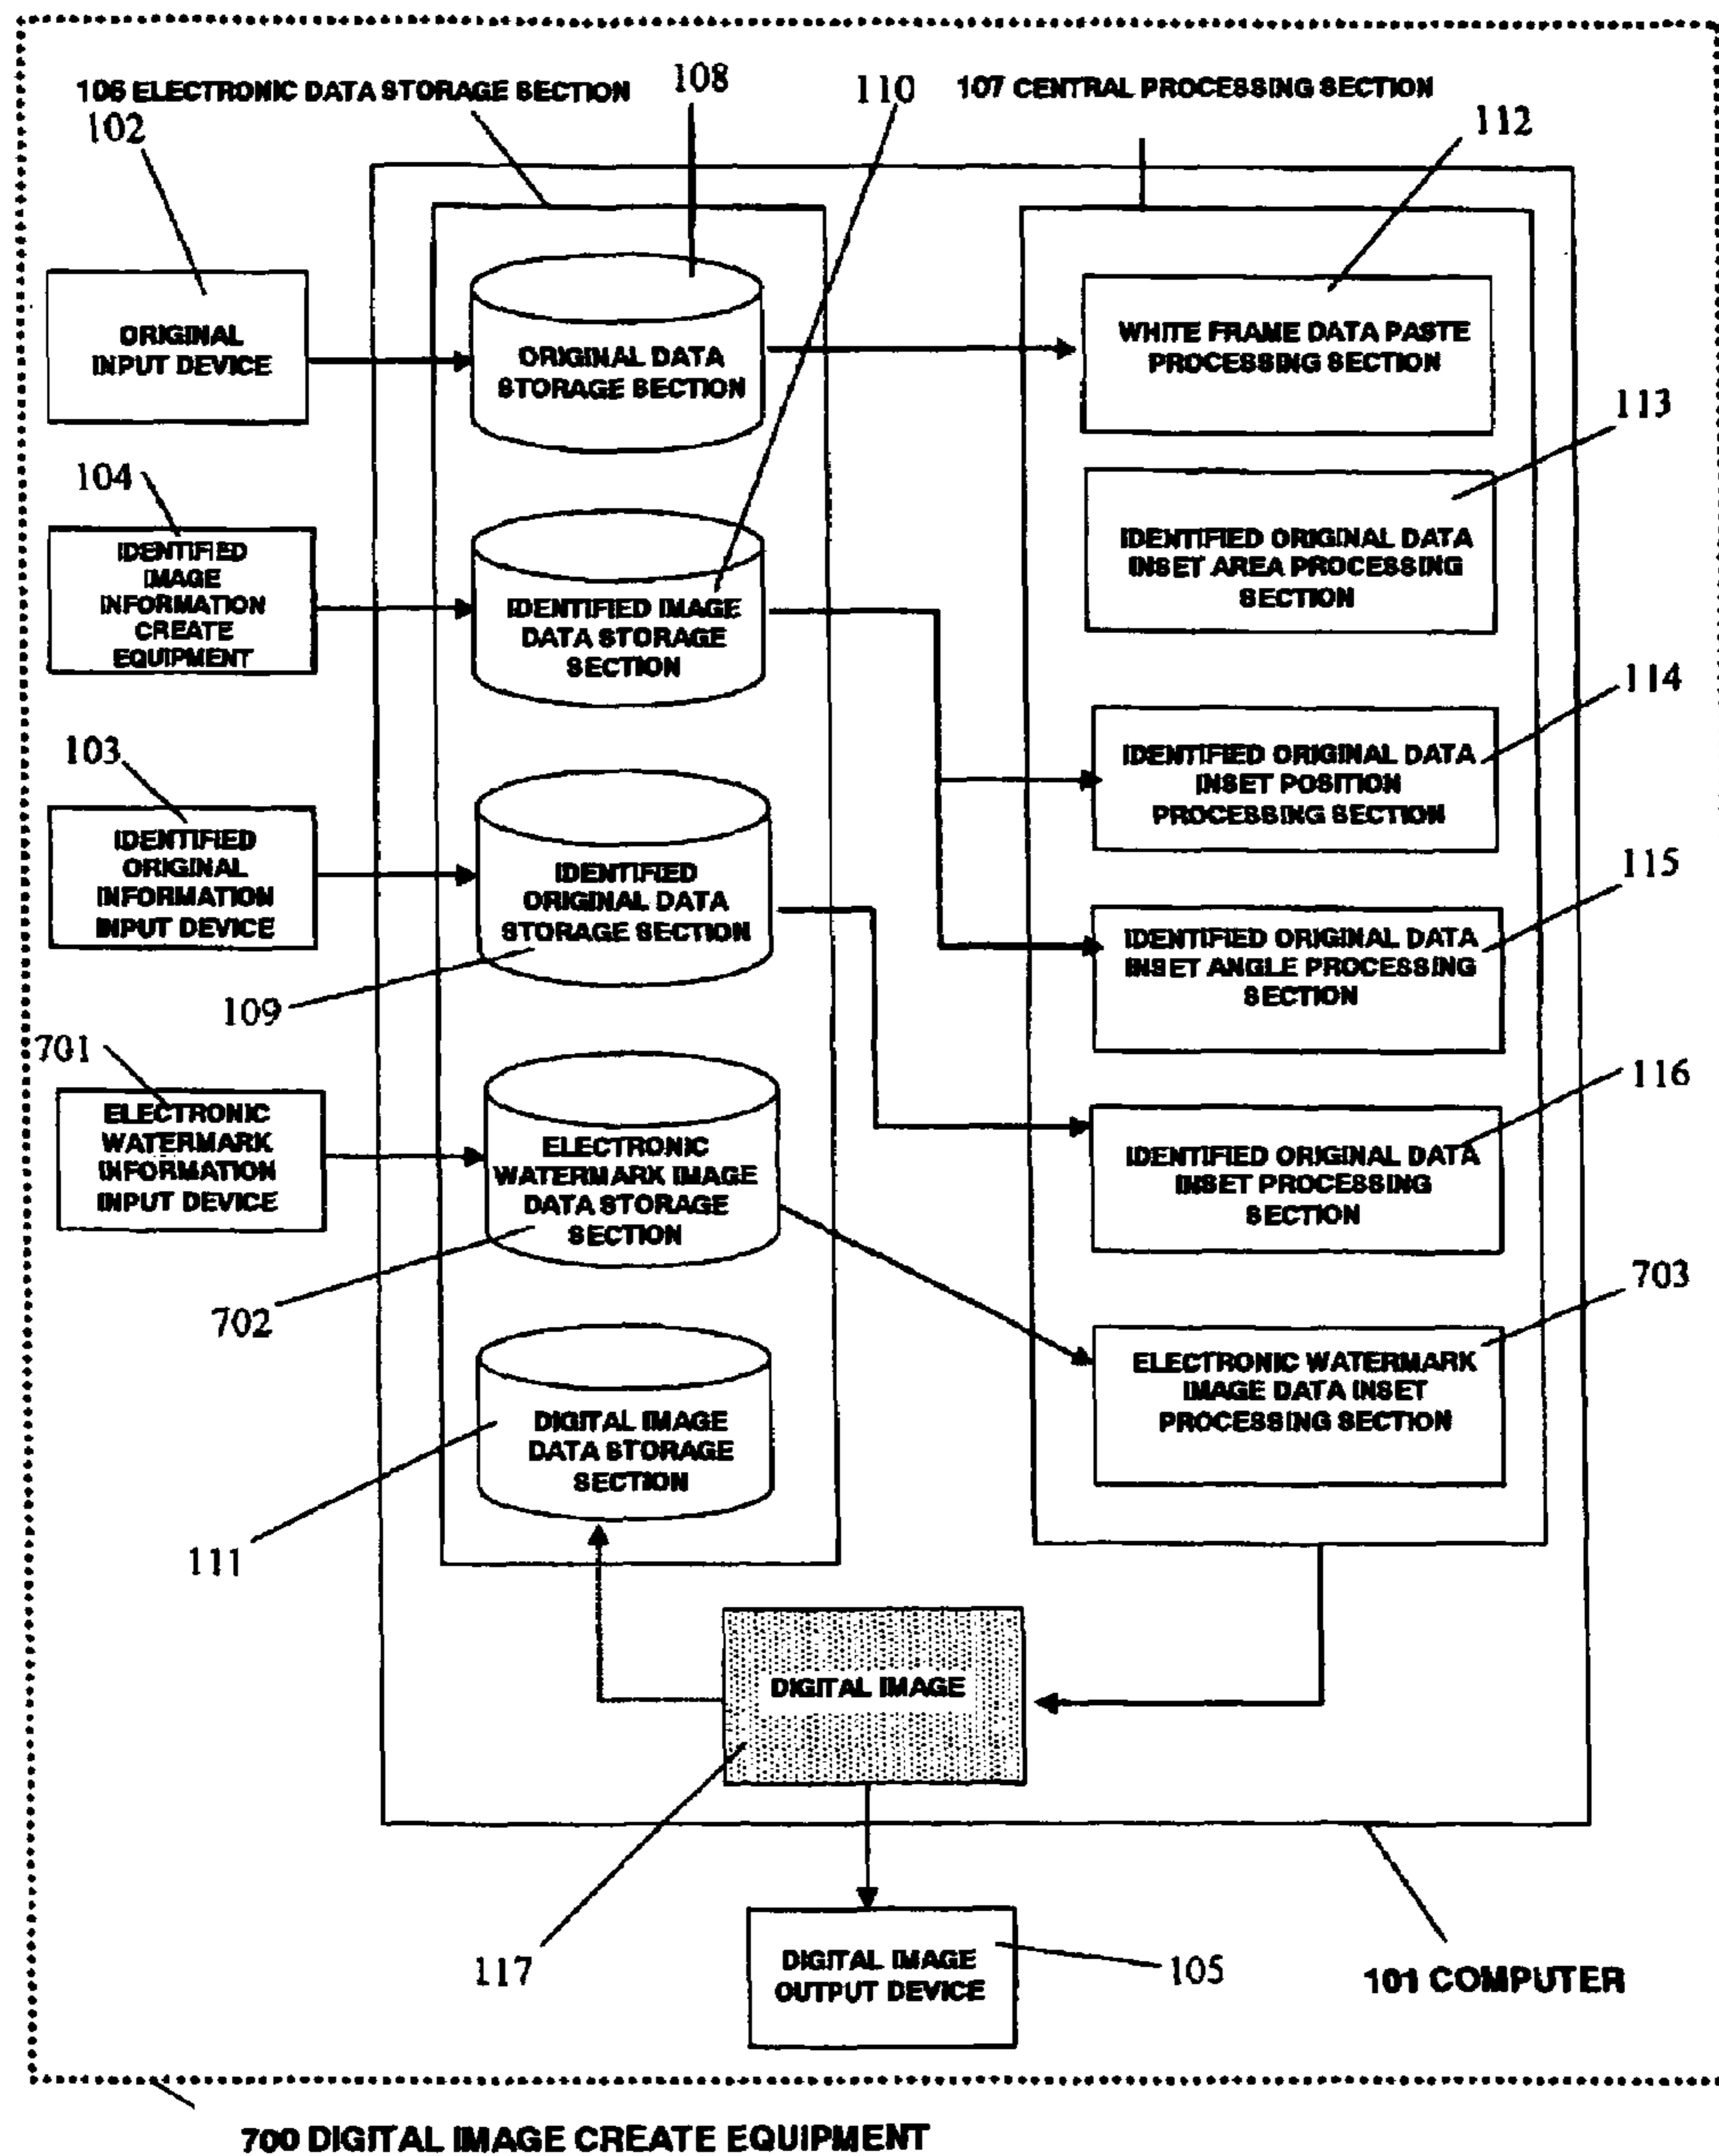 106 ELECTRONIC DATA STORAGE SECTION
108
110
107 CENTRAL PROCESSING SECTION
102
112
ORIGINAL
INPUT DEVICE
ORIGINAL DATA
STORAGE SECTION
WHITE FRAME DATA PASTE
PROCESSING SECTION
113
104
IDENTIFIED
IMAGE
INFORMATION
CREATE
EQUIPMENT
IDENTIFIED IMAGE
DATA STORAGE
SECTION
IDENTIFIED ORIGINAL DATA
INSET AREA PROCESSING
SECTION
114
103
IDENTIFIED
ORIGINAL
INFORMATION
INPUT DEVICE
IDENTIFIED
ORIGINAL DATA
STORAGE SECTION
109
IDENTIFIED ORIGINAL DATA
INSET POSITION
PROCESSING SECTION
115
IDENTIFIED ORIGINAL DATA
INSET ANGLE PROCESSING
SECTION
701
ELECTRONIC
WATERMARK
INFORMATION
INPUT DEVICE
ELECTRONIC
WATERMARK IMAGE
DATA STORAGE
SECTION
702
116
IDENTIFIED ORIGINAL DATA
INSET PROCESSING
SECTION
703
ELECTRONIC WATERMARK
IMAGE DATA INSET
PROCESSING SECTION
DIGITAL IMAGE
DATA STORAGE
SECTION
111
DIGITAL IMAGE
117
DIGITAL IMAGE
OUTPUT DEVICE
105
101 COMPUTER
700 DIGITAL IMAGE CREATE EQUIPMENT